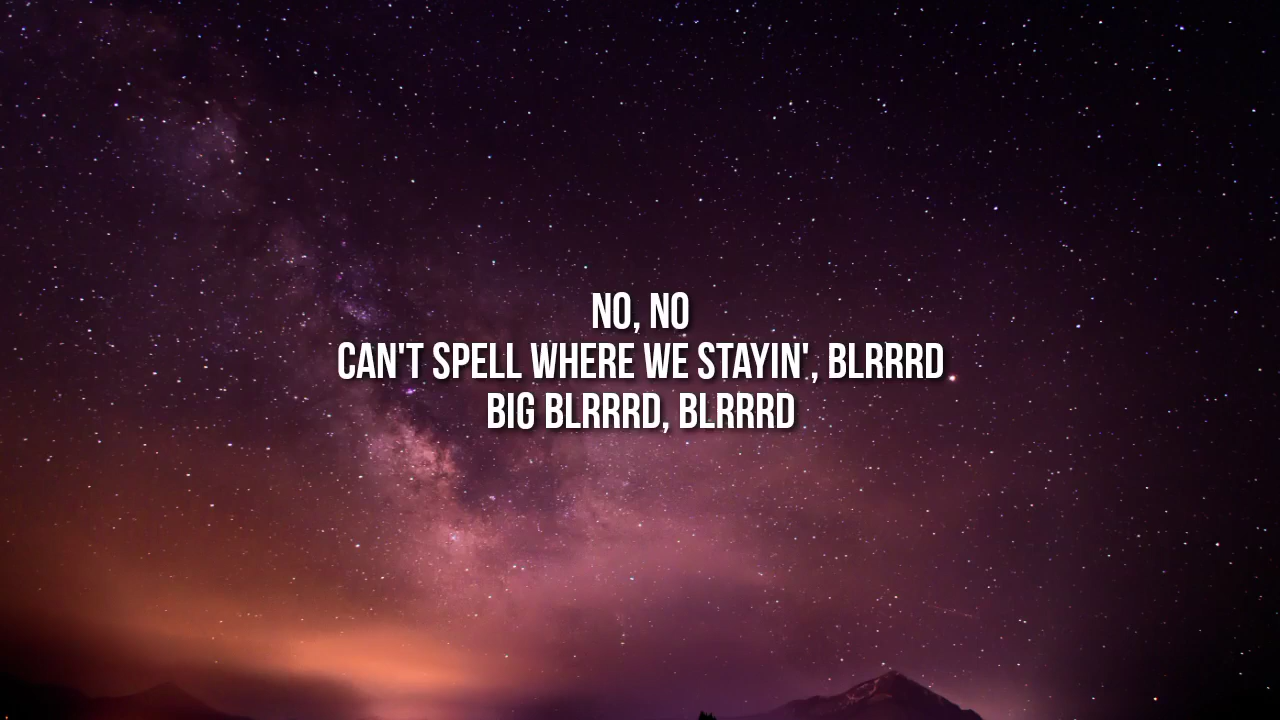 NO, NO
CAN'T SPELL WHERE WE STAYIN', BLRRRD
BIG BLRRRD, BLRRRD